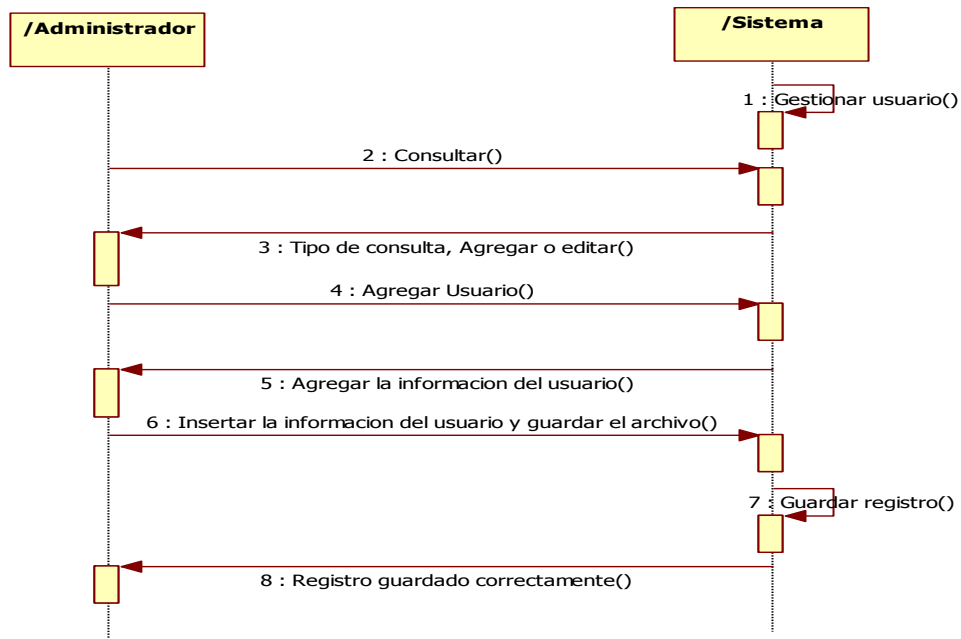 /Administrador
/Sistema
1 : Gestionar usuario()
2 : Consultar()
3 : Tipo de consulta, Agregar o editar()
4 : Agregar Usuario()
5 : Agregar la informacion del usuario()
6 : Insertar la informacion del usuario y guardar el archivo()
7 : Guardar registro()
8 : Registro guardado correctamente()